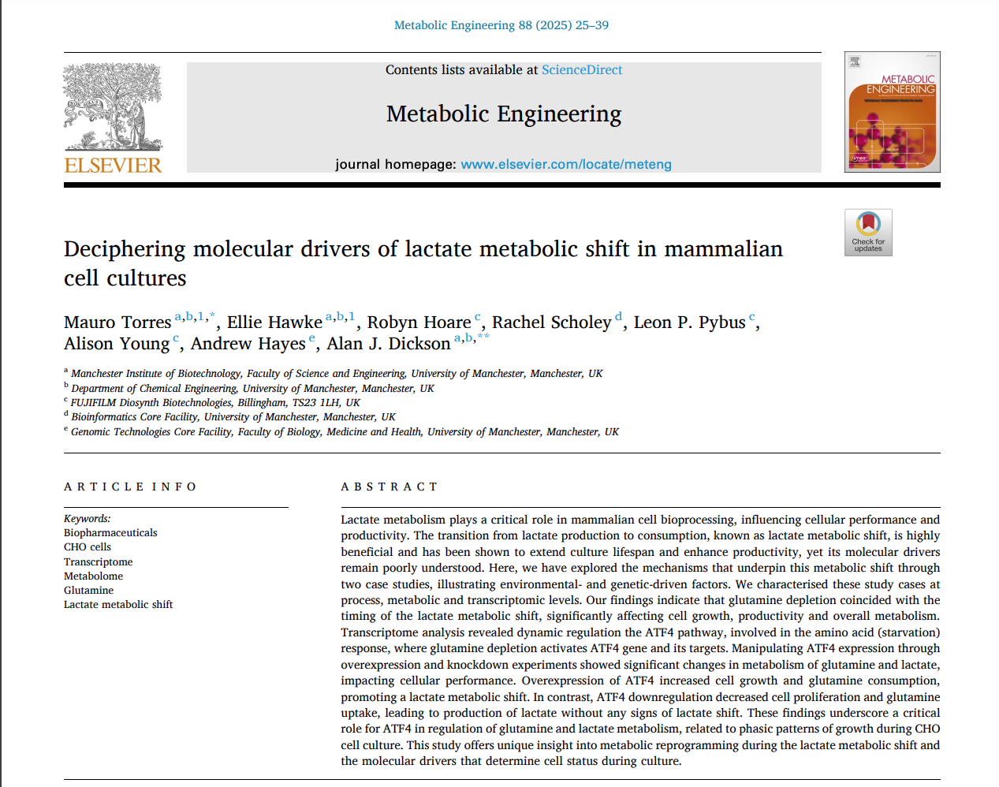 Metabolic Engineering 88 (2025) 25–39
Contents lists available at ScienceDirect
Metabolic Engineering
journal homepage: www.elsevier.com/locate/meteng
ELSEVIER
METABOLIC
ENGINEERING
Check for
updates
Deciphering molecular drivers of lactate metabolic shift in mammalian
cell cultures
Mauro Torres a,b,1,*, Ellie Hawke a,b,1, Robyn Hoare c, Rachel Scholey d, Leon P. Pybus c,
Alison Young c, Andrew Hayes e, Alan J. Dickson a,b,**
a Manchester Institute of Biotechnology, Faculty of Science and Engineering, University of Manchester, Manchester, UK
b Department of Chemical Engineering, University of Manchester, Manchester, UK
c FUJIFILM Diosynth Biotechnologies, Billingham, TS23 1LH, UK
d Bioinformatics Core Facility, University of Manchester, Manchester, UK
e Genomic Technologies Core Facility, Faculty of Biology, Medicine and Health, University of Manchester, Manchester, UK
ARTICLE INFO
Keywords:
Biopharmaceuticals
CHO cells
Transcriptome
Metabolome
Glutamine
Lactate metabolic shift
ABSTRACT
Lactate metabolism plays a critical role in mammalian cell bioprocessing, influencing cellular performance and
productivity. The transition from lactate production to consumption, known as lactate metabolic shift, is highly
beneficial and has been shown to extend culture lifespan and enhance productivity, yet its molecular drivers
remain poorly understood. Here, we have explored the mechanisms that underpin this metabolic shift through
two case studies, illustrating environmental- and genetic-driven factors. We characterised these study cases at
process, metabolic and transcriptomic levels. Our findings indicate that glutamine depletion coincided with the
timing of the lactate metabolic shift, significantly affecting cell growth, productivity and overall metabolism.
Transcriptome analysis revealed dynamic regulation the ATF4 pathway, involved in the amino acid (starvation)
response, where glutamine depletion activates ATF4 gene and its targets. Manipulating ATF4 expression through
overexpression and knockdown experiments showed significant changes in metabolism of glutamine and lactate,
impacting cellular performance. Overexpression of ATF4 increased cell growth and glutamine consumption,
promoting a lactate metabolic shift. In contrast, ATF4 downregulation decreased cell proliferation and glutamine
uptake, leading to production of lactate without any signs of lactate shift. These findings underscore a critical
role for ATF4 in regulation of glutamine and lactate metabolism, related to phasic patterns of growth during CHO
cell culture. This study offers unique insight into metabolic reprogramming during the lactate metabolic shift and
the molecular drivers that determine cell status during culture.